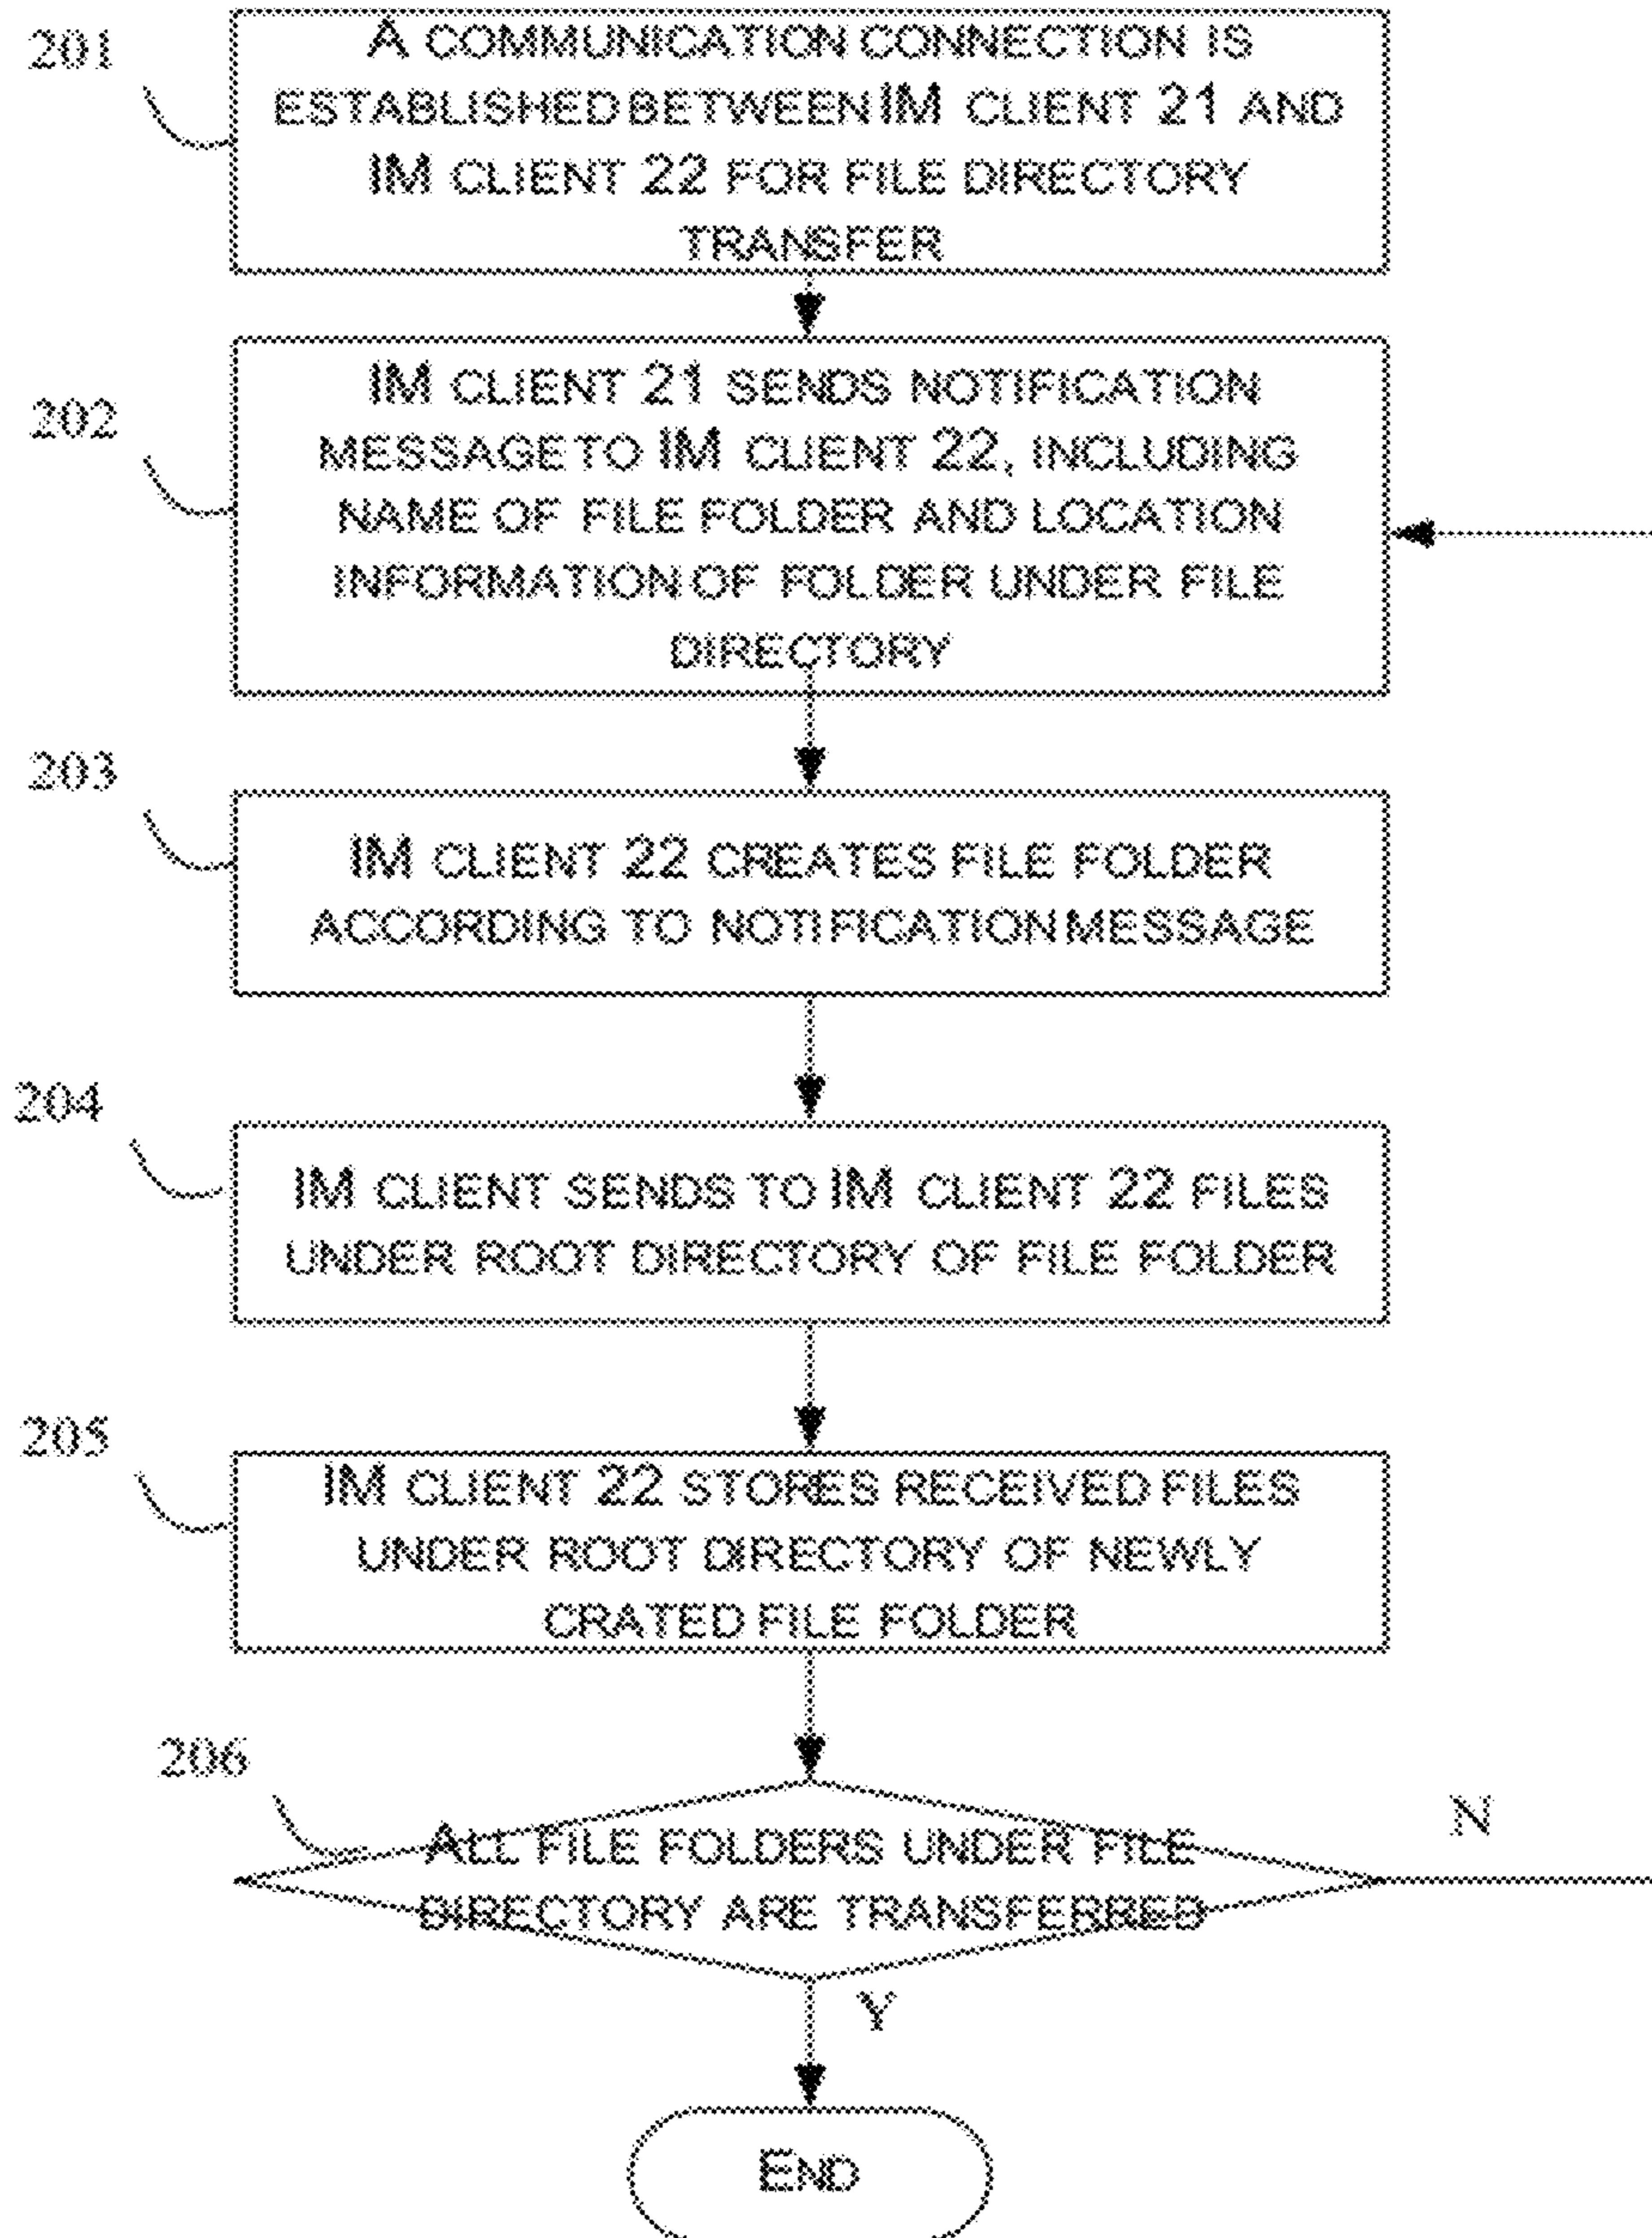 201
A COMMUNICATION CONNECTION IS
ESTABLISHED BETWEEN IM CLIENT 21 AND
IM CLIENT 22 FOR FILE DIRECTORY
TRANSFER
202
IM CLIENT 21 SENDS NOTIFICATION
MESSAGE TO IM CLIENT 22, INCLUDING
NAME OF FILE FOLDER AND LOCATION
INFORMATION OF FOLDER UNDER FILE
DIRECTORY
203
IM CLIENT 22 CREATES FILE FOLDER
ACCORDING TO NOTIFICATION MESSAGE
204
IM CLIENT SENDS TO IM CLIENT 22 FILES
UNDER ROOT DIRECTORY OF FILE FOLDER
205
IM CLIENT 22 STORES RECEIVED FILES
UNDER ROOT DIRECTORY OF NEWLY
CRATED FILE FOLDER
206
ALL FILE FOLDERS UNDER FILE
DIRECTORY ARE TRANSFERRED
N
Y
END